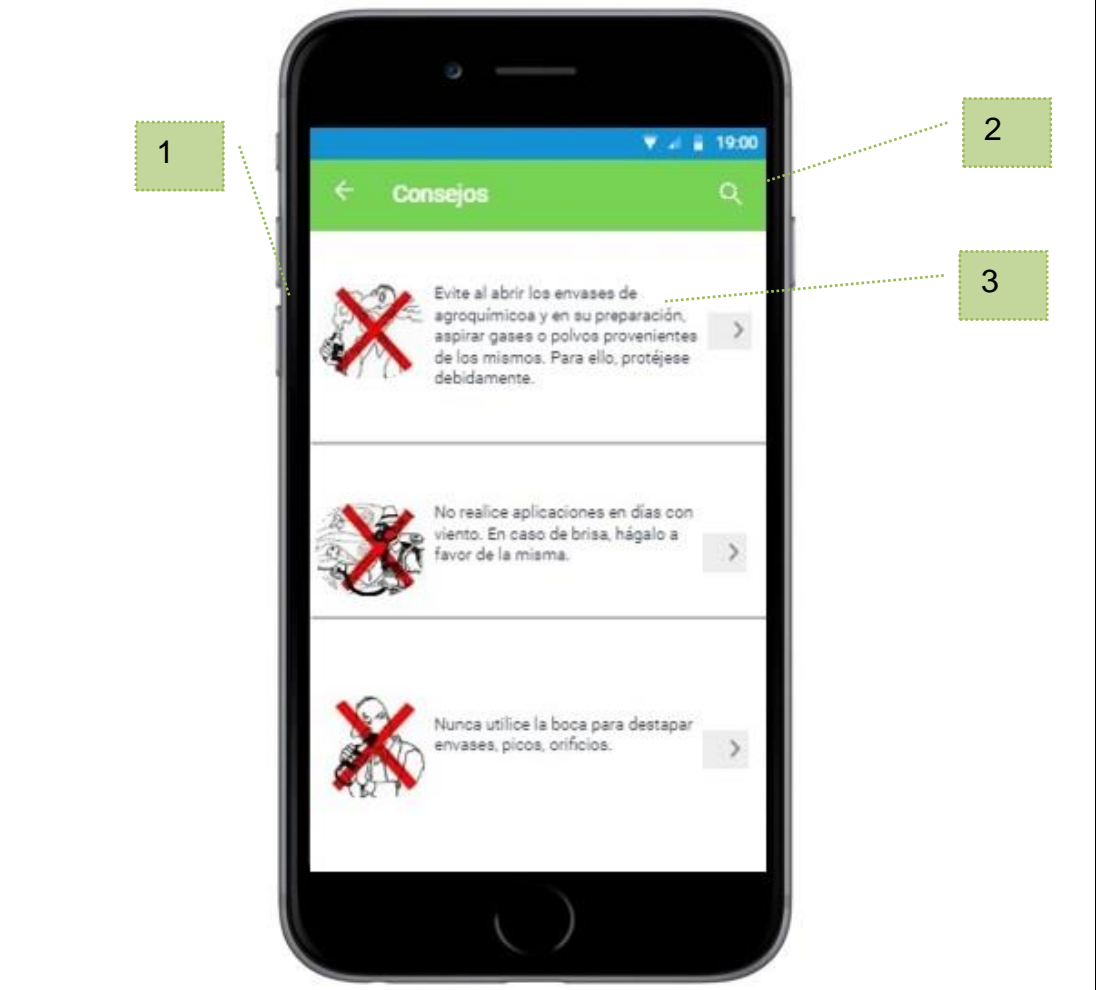 19:00
1
2
Consejos
3
Evite al abrir los envases de
agroquímicoa y en su preparación,
aspirar gases o polvos provenientes
de los mismos. Para ello, protéjese
debidamente.
No realice aplicaciones en días con
viento. En caso de brisa, hágalo a
favor de la misma.
Nunca utilice la boca para destapar
envases, picos, orificios.